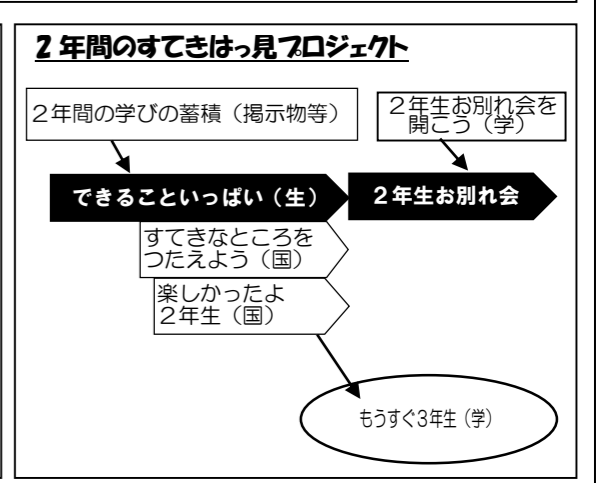 2年間のすてきはっ見プロジェクト
2年間の学びの蓄積（掲示物等）
2年生お別れ会を
開こう（学）
できることいっぱい（生）
2年生お別れ会
すてきなところを
つたえよう（国）
楽しかったよ
2年生（国）
もうすぐ3年生（学）